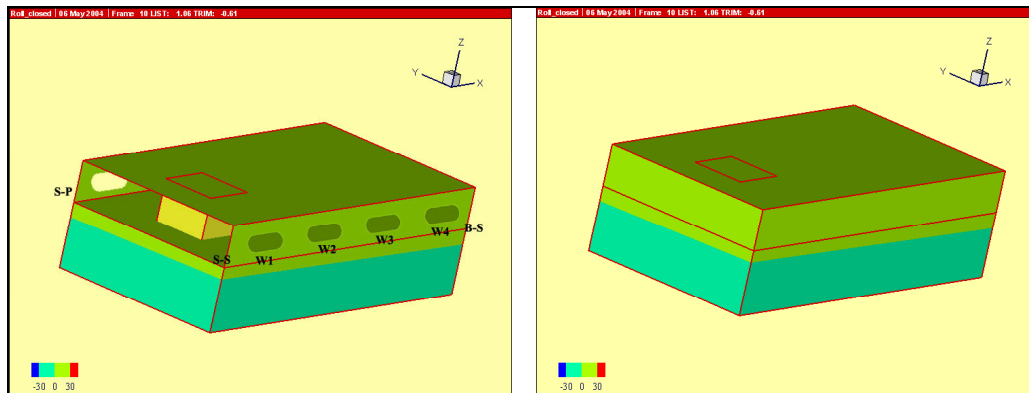 Roll_closed | 06 May 2004 | Frame 10 LIST: 1.06 TRIM: -0.61
Z
Y
X
S-P
W4
B-S
W3
W2
S-S
W1
-30 0 30
Roll_closed | 06 May 2004 | Frame 10 LIST: 1.06 TRIM: -0.61
Z
Y
X
-30 0 30